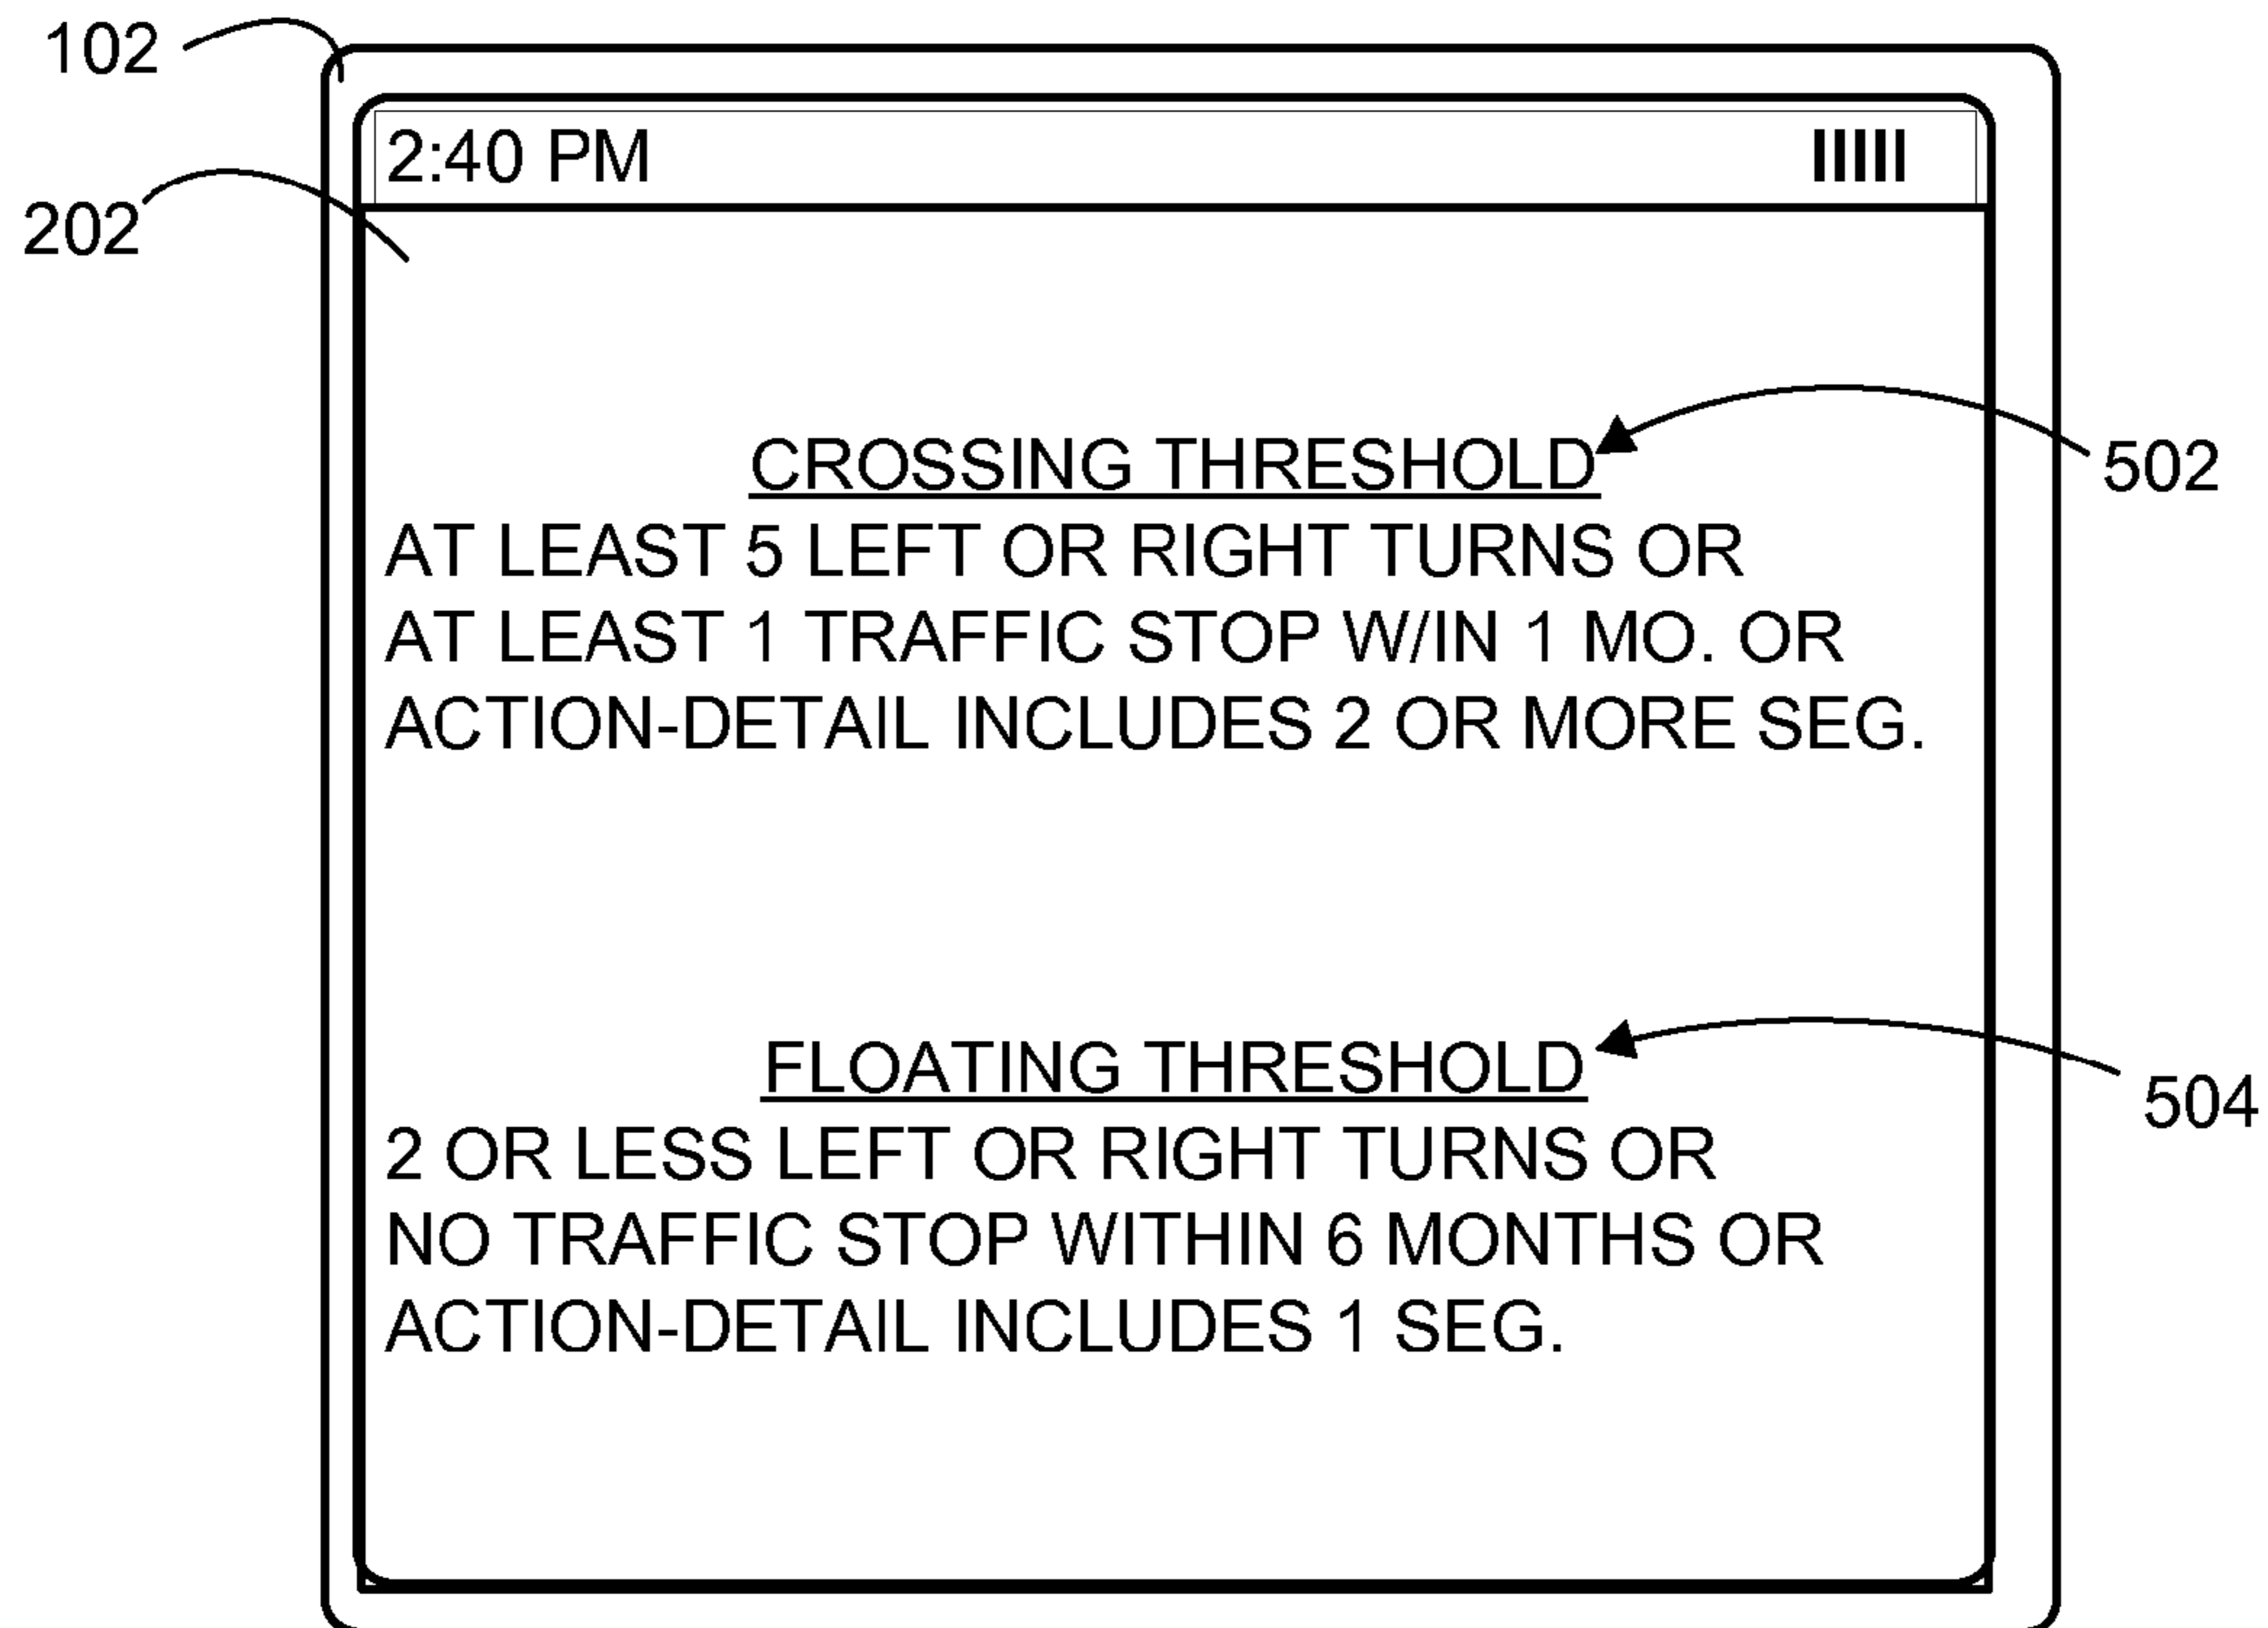 102
2:40 PM
202
CROSSING THRESHOLD
502
AT LEAST 5 LEFT OR RIGHT TURNS OR
AT LEAST 1 TRAFFIC STOP W/IN 1 MO. OR
ACTION-DETAIL INCLUDES 2 OR MORE SEG.
FLOATING THRESHOLD
504
2 OR LESS LEFT OR RIGHT TURNS OR
NO TRAFFIC STOP WITHIN 6 MONTHS OR
ACTION-DETAIL INCLUDES 1 SEG.